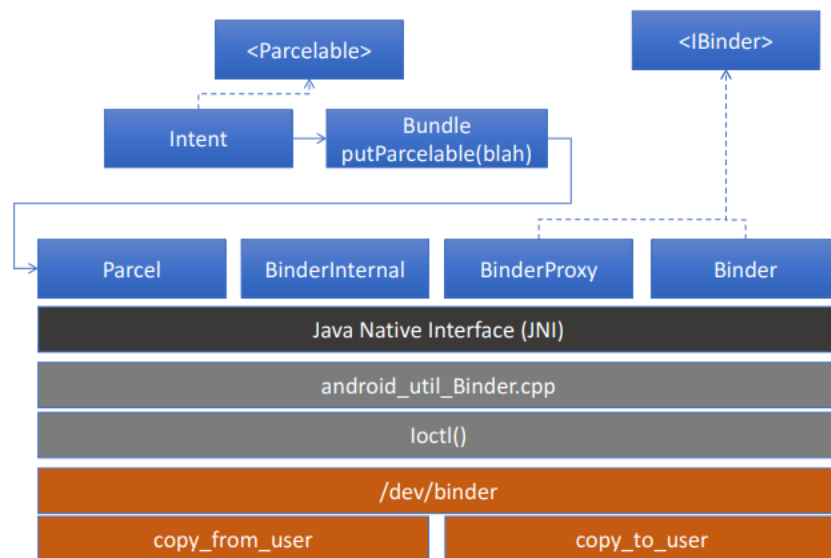 <Parcelable>
<IBinder>
Intent
Bundle
putParcelable(blah)
Parcel
BinderInternal
BinderProxy
Binder
Java Native Interface (JNI)
android_util_Binder.cpp
Ioctl()
/dev/binder
copy_from_user
copy_to_user